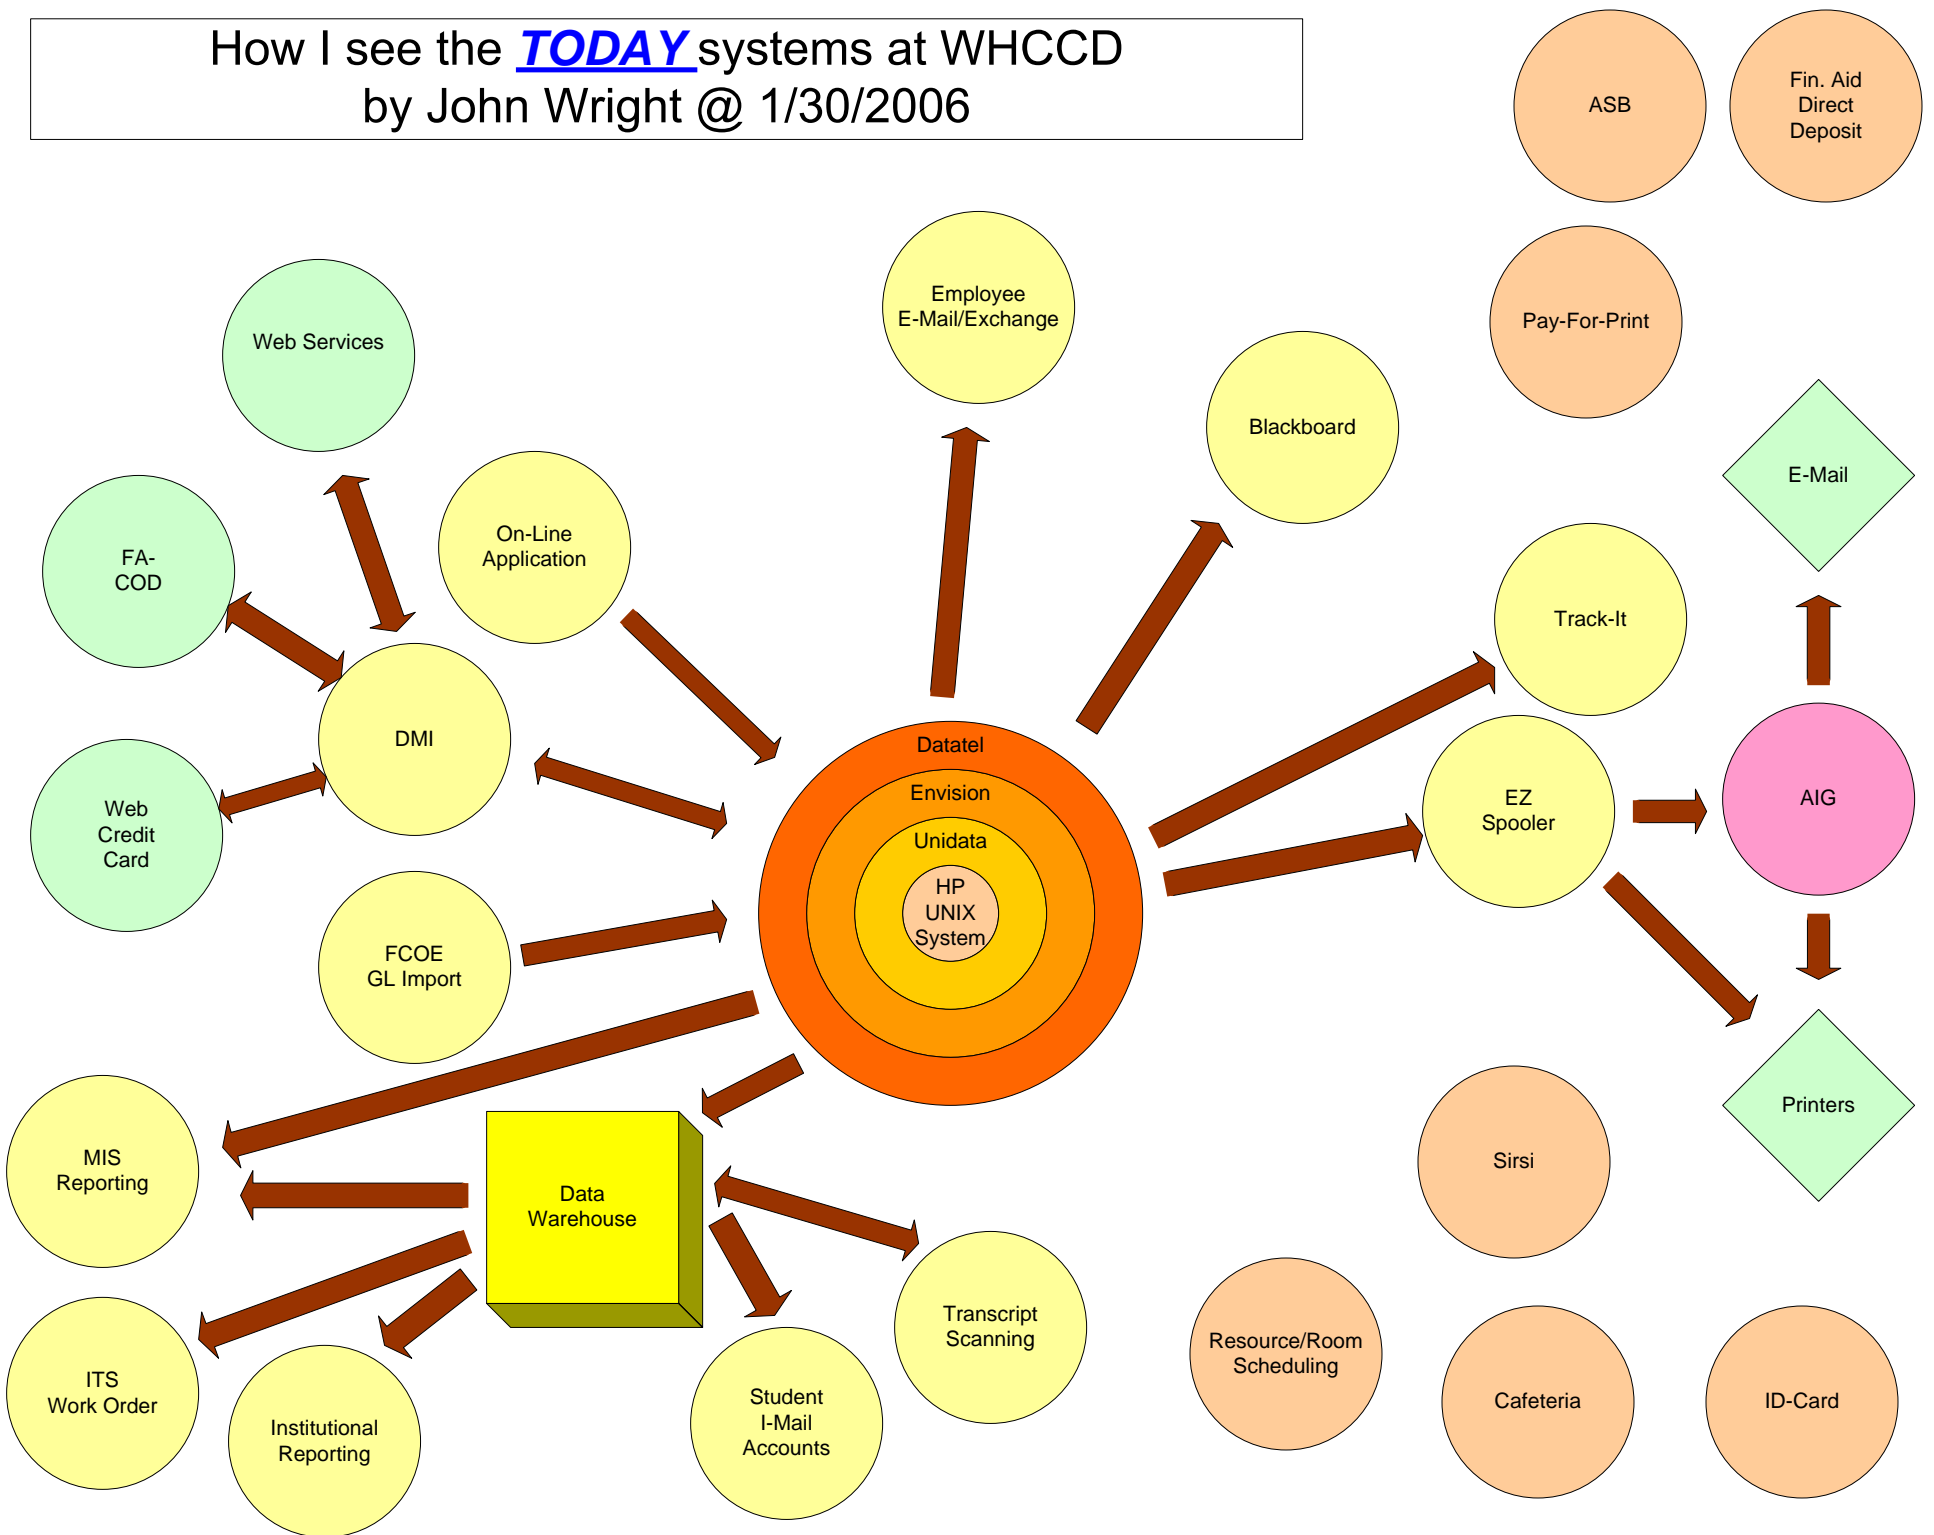 How I see the TODAY systems at WHCCD
by John Wright @ 1/30/2006
ASB
Fin. Aid
Direct
Deposit
Pay-For-Print
Employee
E-Mail/Exchange
Web Services
Blackboard
E-Mail
On-Line
Application
FA-
COD
Track-It
DMI
Datatel
Envision
Unidata
HP
UNIX
System
EZ
Spooler
AIG
Web
Credit
Card
FCOE
GL Import
Printers
Sirsi
MIS
Reporting
Data
Warehouse
Transcript
Scanning
Resource/Room
Scheduling
ITS
Work Order
Institutional
Reporting
Student
I-Mail
Accounts
Cafeteria
ID-Card